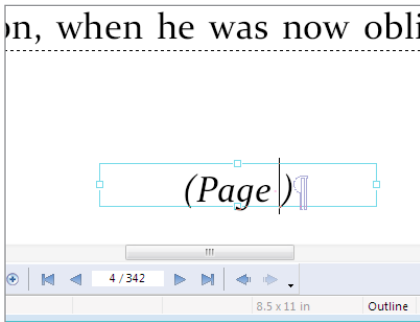 on, when he was now obli
(Page )¶
4 / 342
8.5 x 11 in Outline